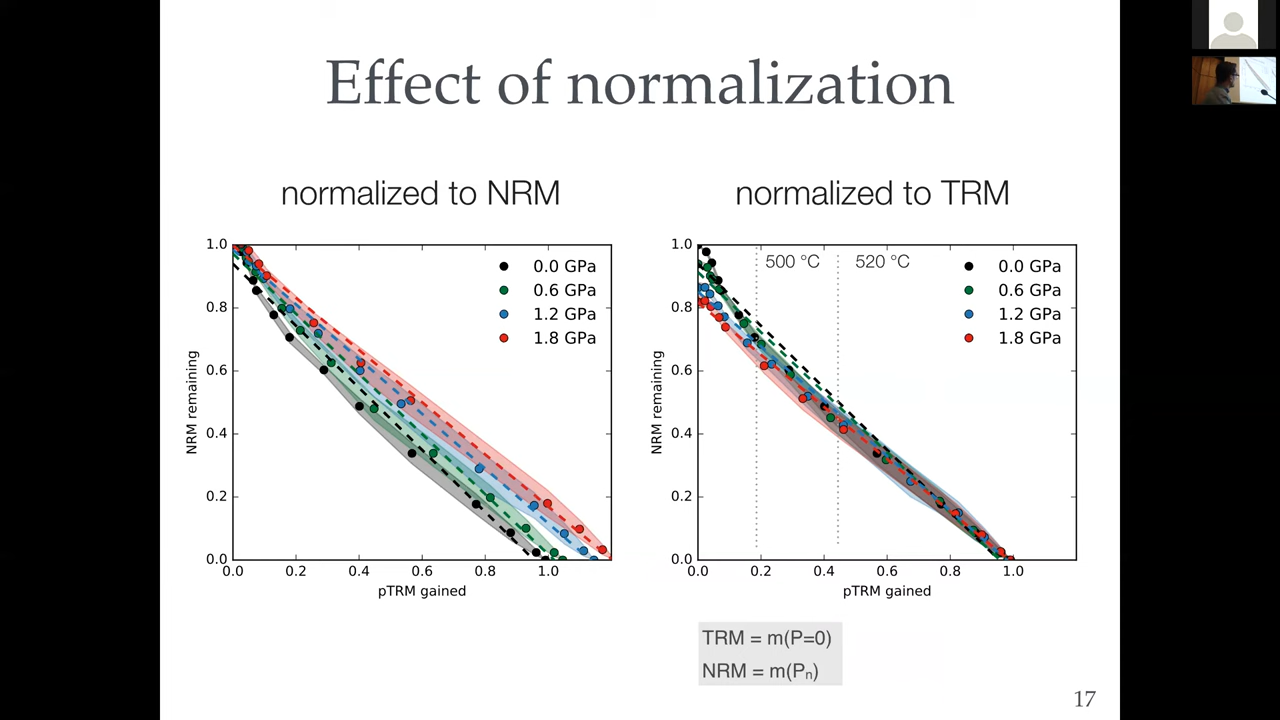 Effect of normalization
normalized to NRM
1.0
0.8
0.6
0.4
0.2
0.0
NRM remaining
0.0 GPa
0.6 GPa
1.2 GPa
1.8 GPa
0.0 0.2 0.4 0.6 0.8 1.0
pTRM gained
normalized to TRM
1.0
0.8
0.6
0.4
0.2
0.0
NRM remaining
500 °C 520 °C
0.0 GPa
0.6 GPa
1.2 GPa
1.8 GPa
0.0 0.2 0.4 0.6 0.8 1.0
pTRM gained
TRM = m(P=0)
NRM = m(Pₙ)
17